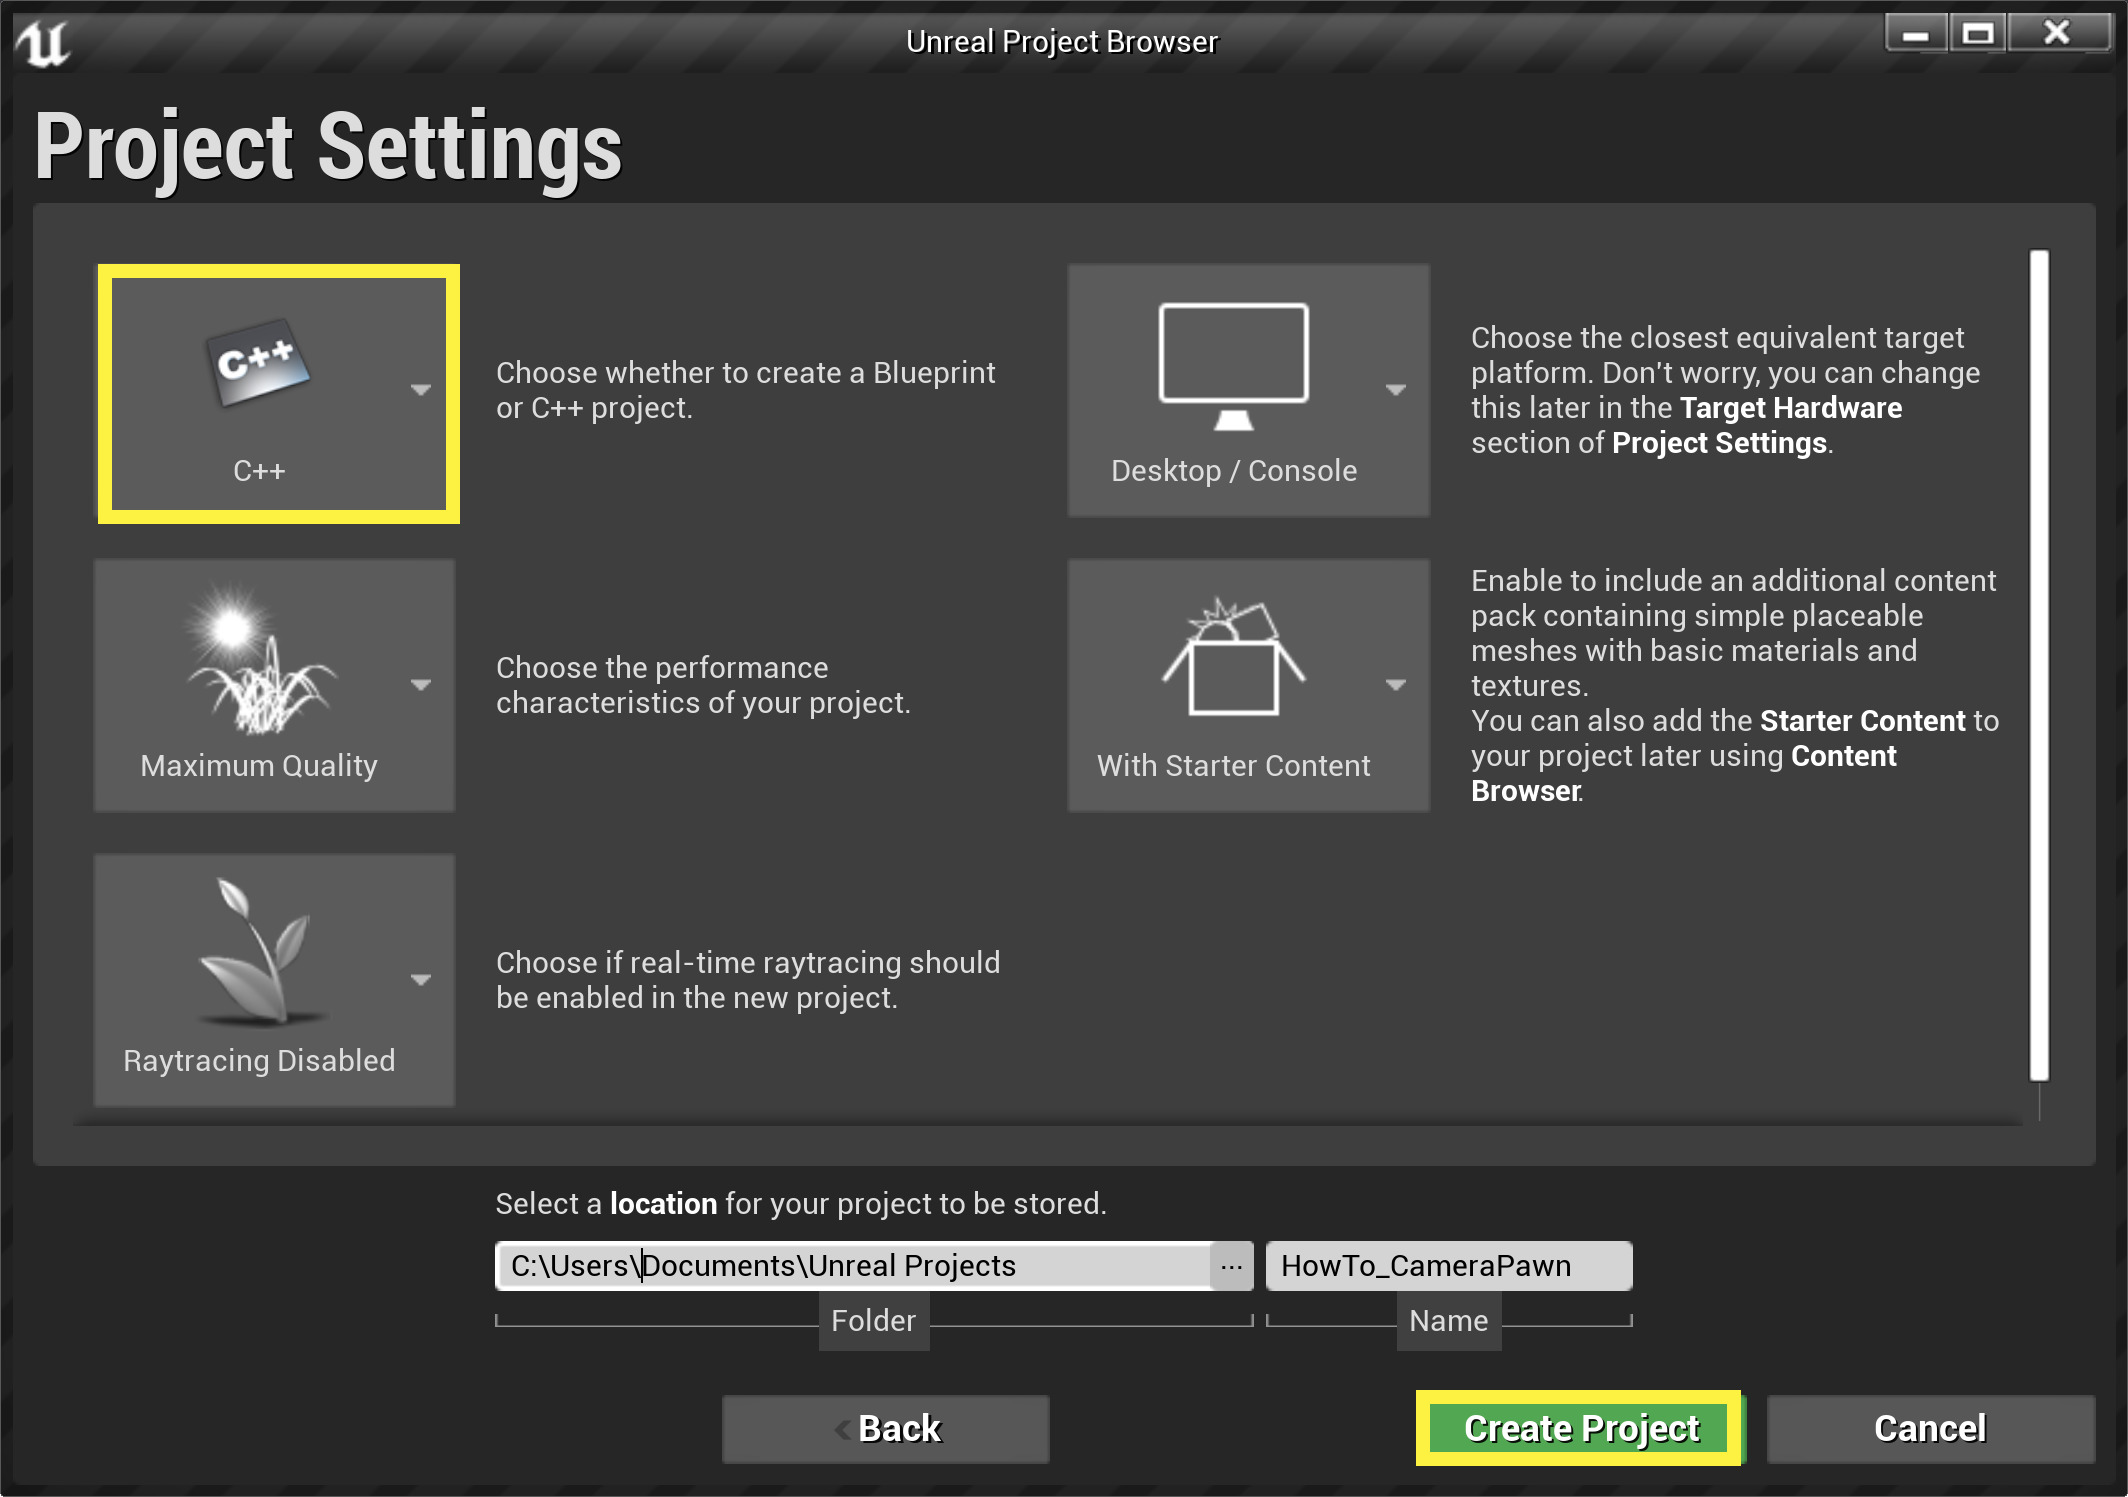 Unreal Project Browser
Project Settings
C++
C++
Choose whether to create a Blueprint
or C++ project.
Desktop / Console
Choose the closest equivalent target
platform. Don't worry, you can change
this later in the Target Hardware
section of Project Settings.
Maximum Quality
Choose the performance
characteristics of your project.
With Starter Content
Enable to include an additional content
pack containing simple placeable
meshes with basic materials and
textures.
You can also add the Starter Content to
your project later using Content
Browser.
Raytracing Disabled
Choose if real-time raytracing should
be enabled in the new project.
Select a location for your project to be stored.
C:\Users\Documents\Unreal Projects
...
HowTo_CameraPawn
Folder
Name
Back
Create Project
Cancel